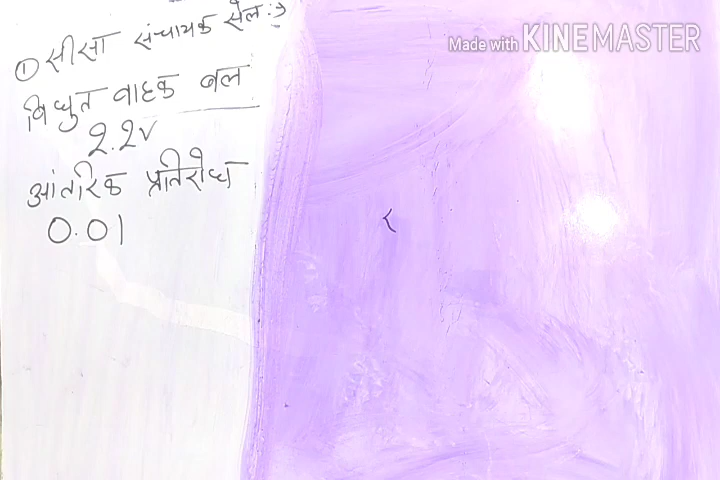 ① सीसा संचायक सेल :->
विधुत वाहक बल
2.2v
आंतरिक प्रतिरोध
0.01
Made with KINEMASTER